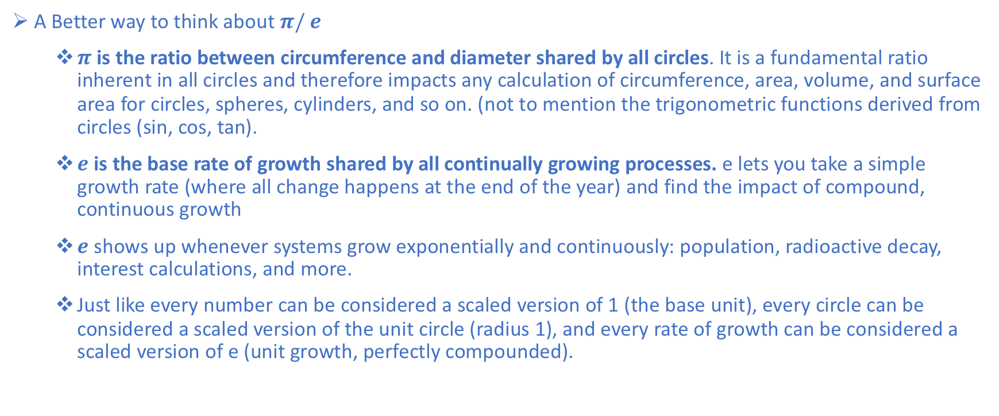 ➢ A Better way to think about π/ e
❖ π is the ratio between circumference and diameter shared by all circles. It is a fundamental ratio
inherent in all circles and therefore impacts any calculation of circumference, area, volume, and surface
area for circles, spheres, cylinders, and so on. (not to mention the trigonometric functions derived from
circles (sin, cos, tan).
❖ e is the base rate of growth shared by all continually growing processes. e lets you take a simple
growth rate (where all change happens at the end of the year) and find the impact of compound,
continuous growth
❖ e shows up whenever systems grow exponentially and continuously: population, radioactive decay,
interest calculations, and more.
❖ Just like every number can be considered a scaled version of 1 (the base unit), every circle can be
considered a scaled version of the unit circle (radius 1), and every rate of growth can be considered a
scaled version of e (unit growth, perfectly compounded).